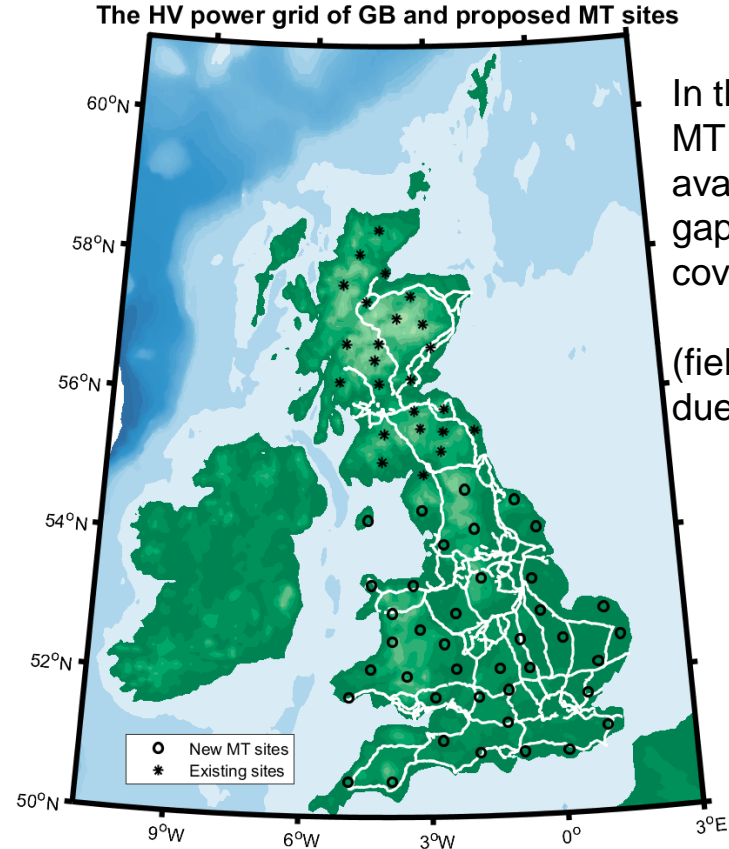 The HV power grid of GB and proposed MT sites
60°N
58°N
56°N
54°N
52°N
50°N
9°W
6°W
3°W
0°
3°E
New MT sites
Existing sites
In th
MT
ava
gap
cov
(fiel
due